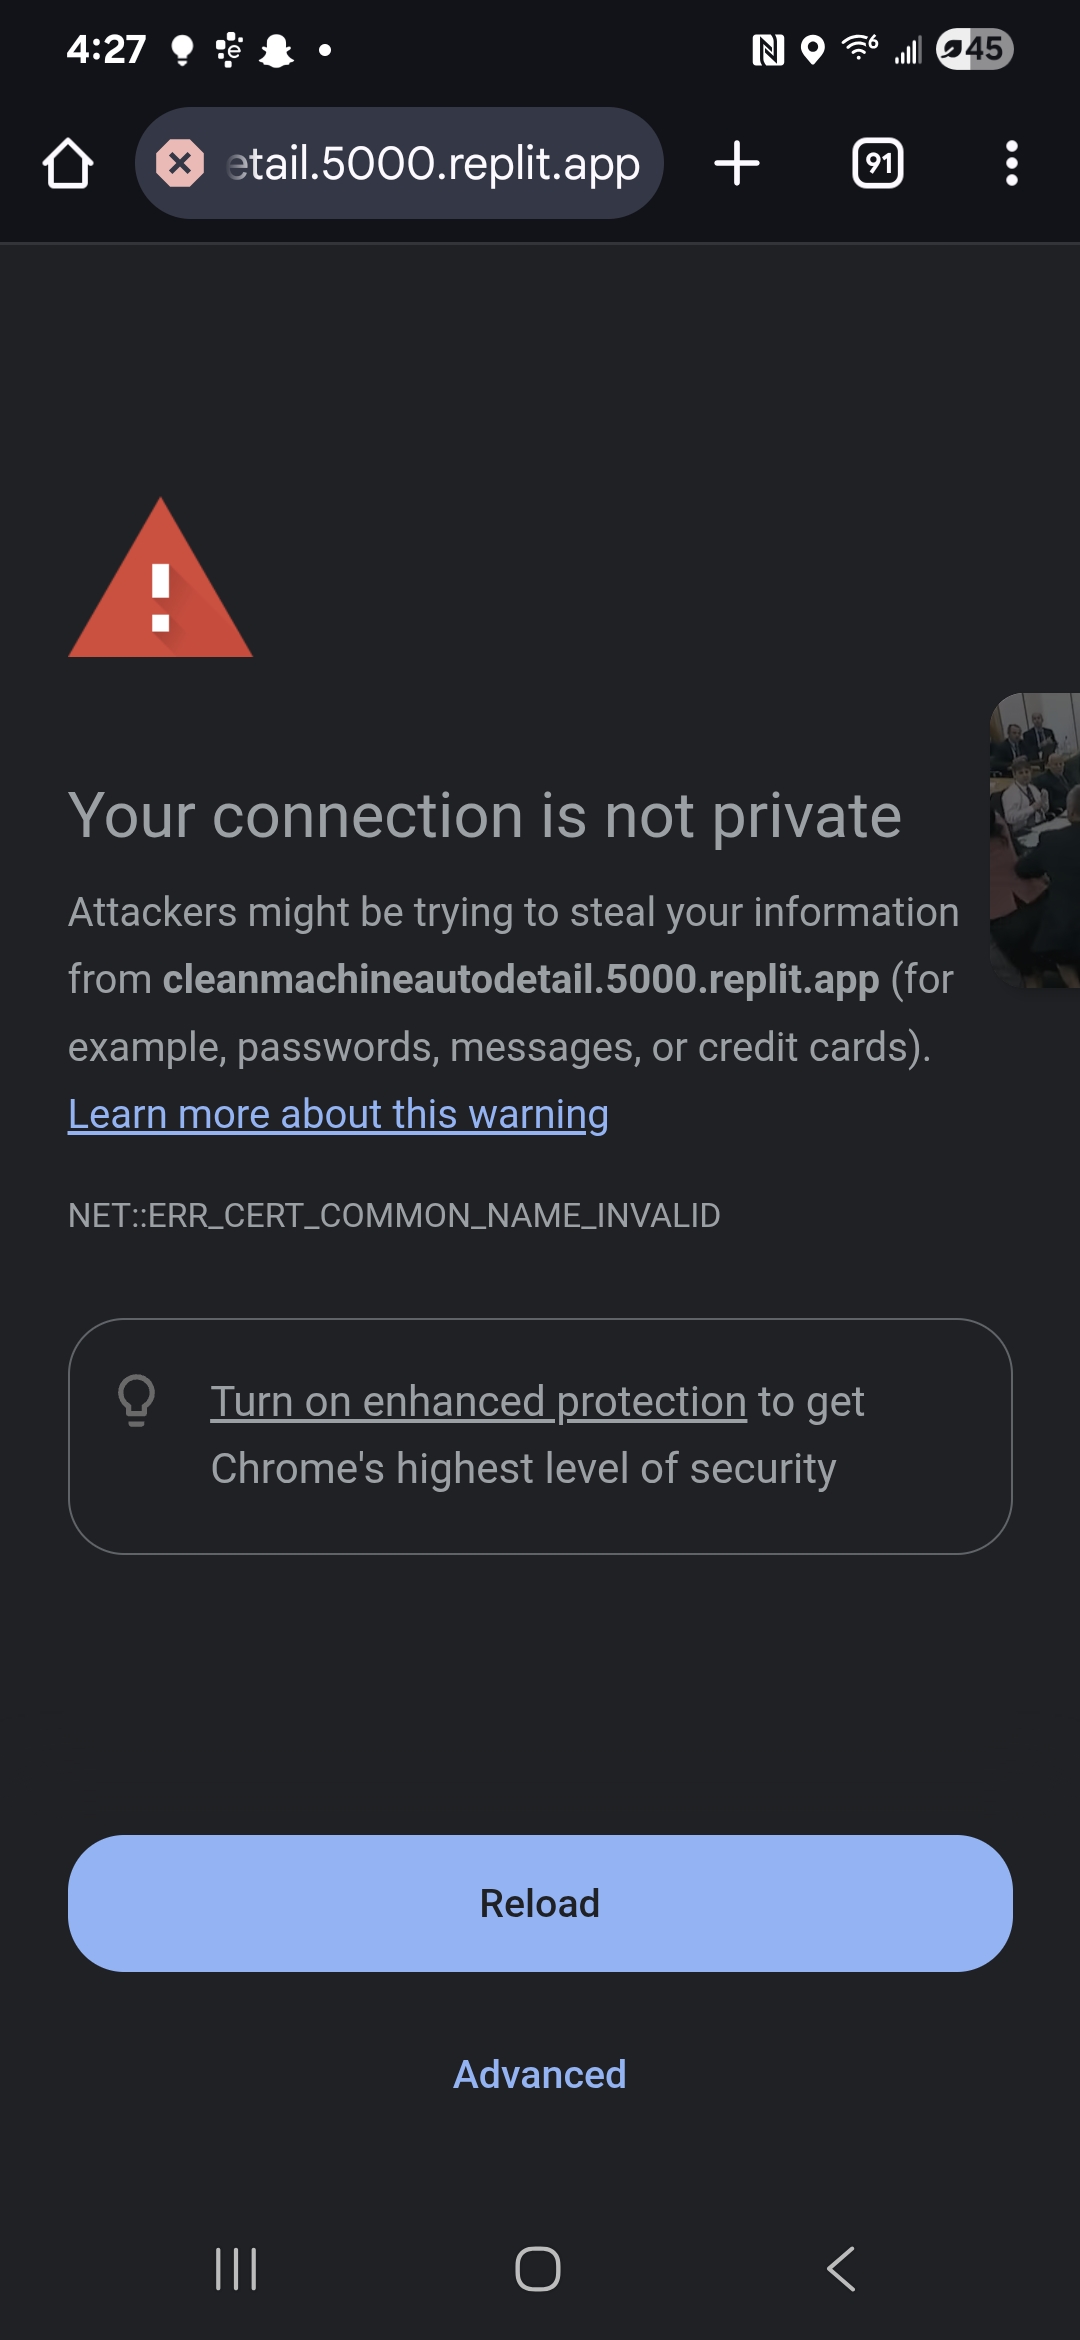 4:27
6
45
etail.5000.replit.app
91
Your connection is not private
Attackers might be trying to steal your information
from cleanmachineautodetail.5000.replit.app (for
example, passwords, messages, or credit cards).
Learn more about this warning
NET::ERR_CERT_COMMON_NAME_INVALID
Turn on enhanced protection to get
Chrome's highest level of security
Reload
Advanced